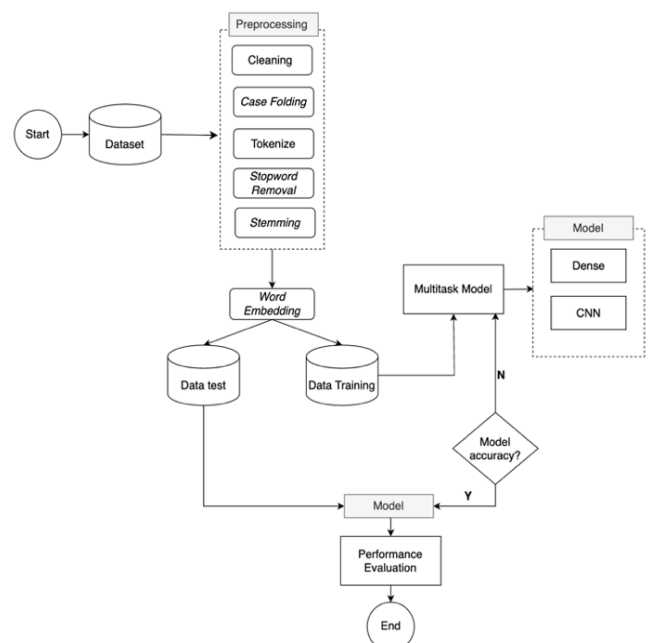 Preprocessing
Cleaning
Case Folding
Start
Dataset
Tokenize
Stopword
Removal
Stemming
Model
Dense
Multitask Model
CNN
Word
Embedding
Data test
Data Training
N
Model
accuracy?
Y
Model
Performance
Evaluation
End